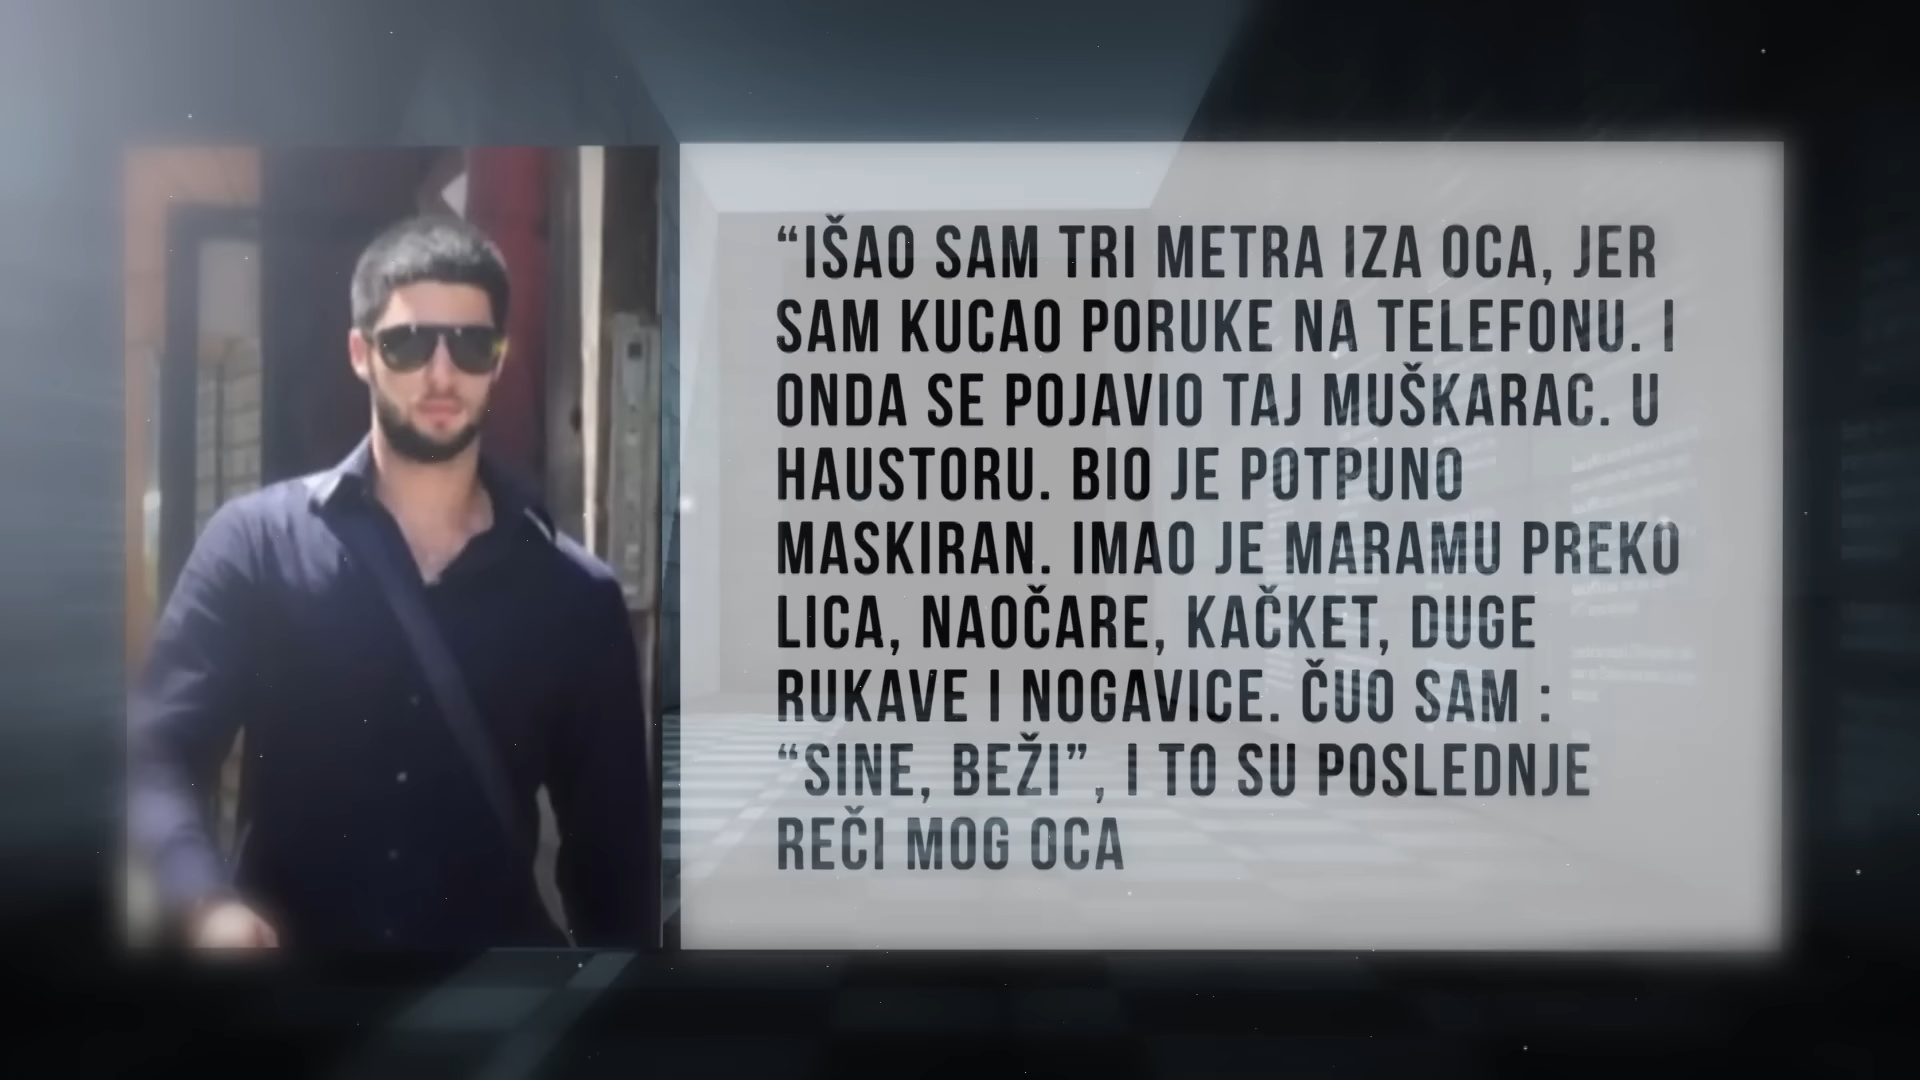 “IŠAO SAM TRI METRA IZA OCA, JER
SAM KUCAO PORUKE NA TELEFONU. I
ONDA SE POJAVIO TAJ MUŠKARAC. U
HAUSTORU. BIO JE POTPUNO
MASKIRAN. IMAO JE MARAMU PREKO
LICA, NAOČARE, KAČKET, DUGE
RUKAVE I NOGAVICE. ČUO SAM :
“SINE, BEŽI”, I TO SU POSLEDNJE
REČI MOG OCA